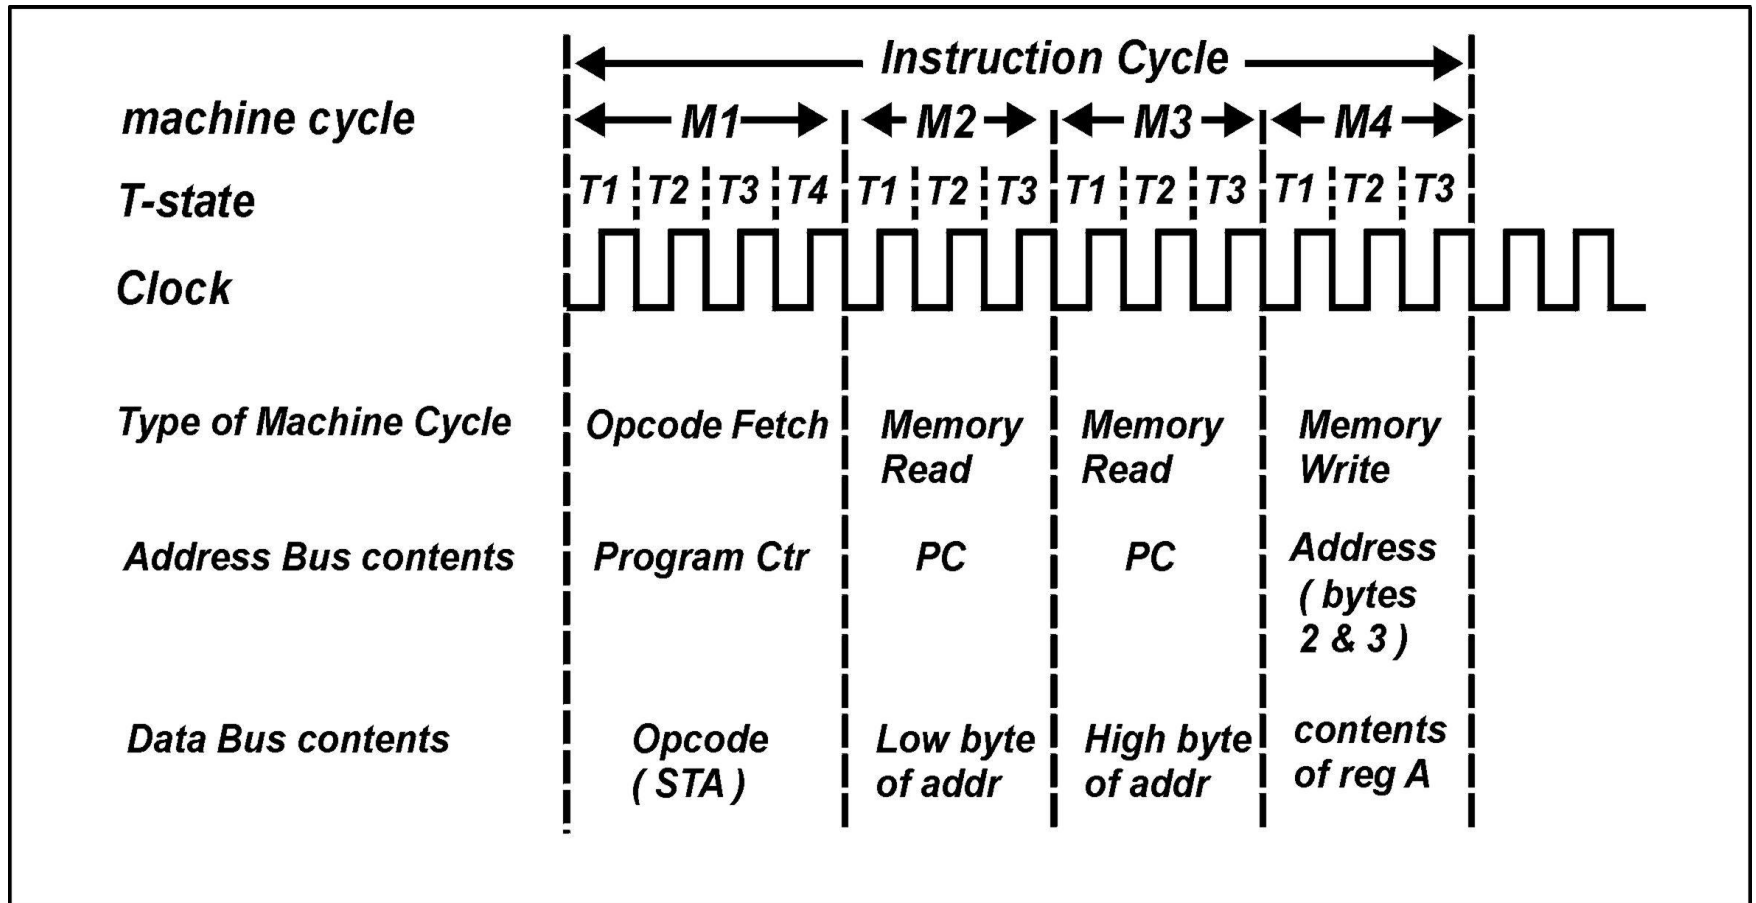 Instruction Cycle
machine cycle M1 M2 M3 M4
T-state T1 T2 T3 T4 T1 T2 T3 T1 T2 T3 T1 T2 T3
Clock
Type of Machine Cycle Opcode Fetch Memory Memory Memory
Read Read Write
Address Bus contents Program Ctr PC PC Address
( bytes
2 & 3 )
Data Bus contents Opcode Low byte High byte contents
( STA ) of addr of addr of reg A